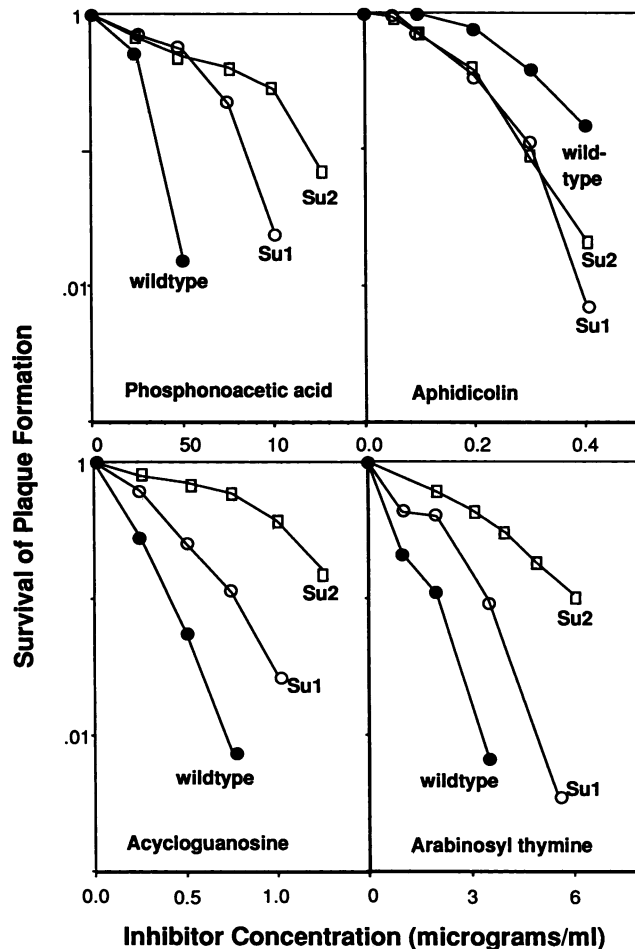 1
.01
wildtype
Su1
Su2
Phosphonoacetic acid
0 50 10
wild-
type
Su2
Su1
Aphidicolin
0.0 0.2 0.4
Survival of Plaque Formation
1
.01
Su2
Su1
wildtype
Acycloguanosine
0.0 0.5 1.0
Su2
wildtype
Su1
Arabinosyl thymine
0 3 6
Inhibitor Concentration (micrograms/ml)